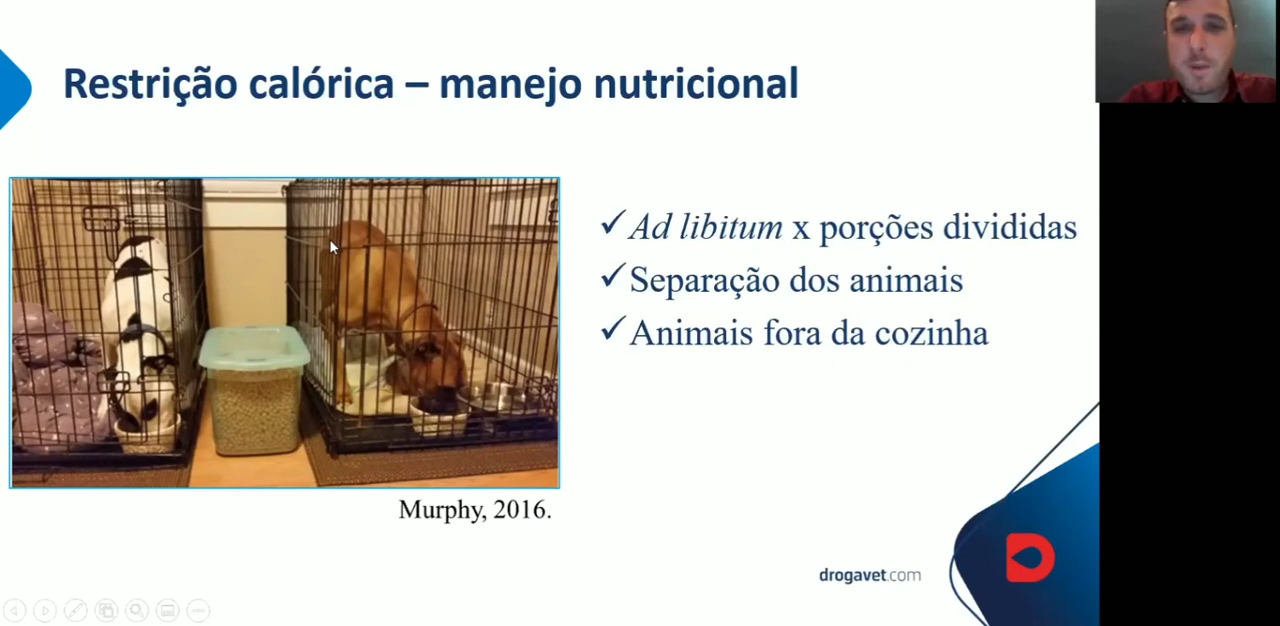 Restrição calórica – manejo nutricional
✓ Ad libitum x porções divididas
✓ Separação dos animais
✓ Animais fora da cozinha
Murphy, 2016.
drogavet.com